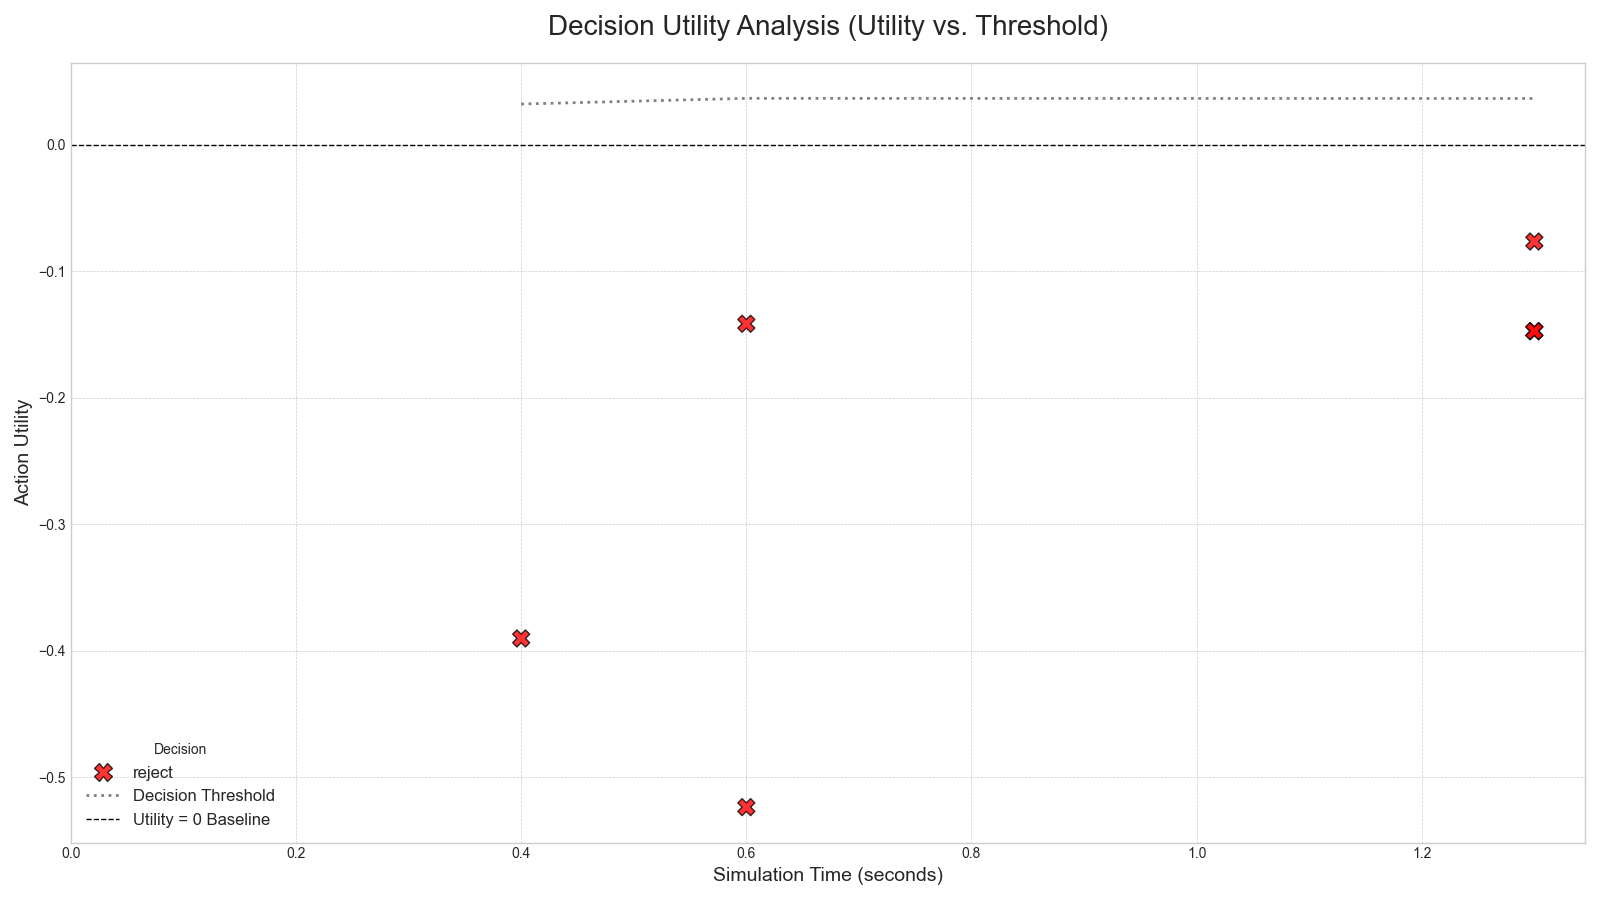 Decision Utility Analysis (Utility vs. Threshold)
0.0
−0.1
−0.2
−0.3
−0.4
−0.5
Action Utility
Decision
reject
Decision Threshold
Utility = 0 Baseline
0.0 0.2 0.4 0.6 0.8 1.0 1.2
Simulation Time (seconds)